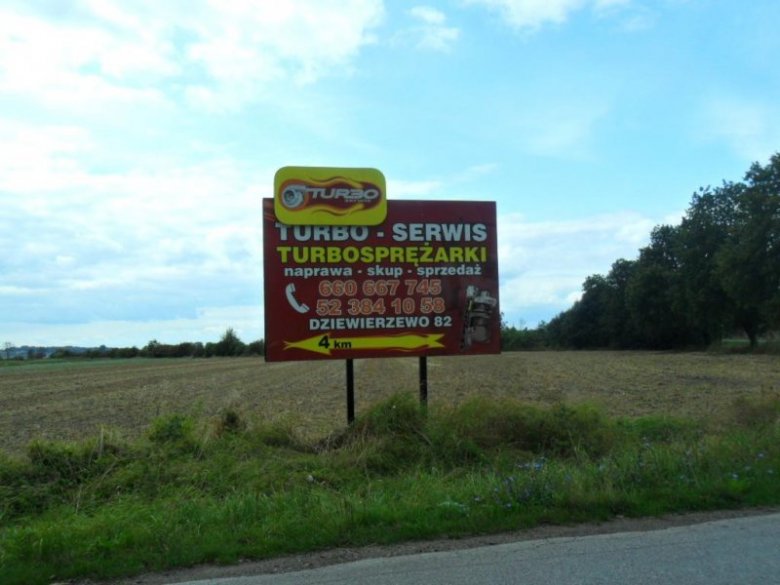 TURBO
TURBO - SERWIS
TURBOSPRĘŻARKI
naprawa - skup - sprzedaż
660 667 745
52 384 10 58
DZIEWIERZEWO 82
4 km